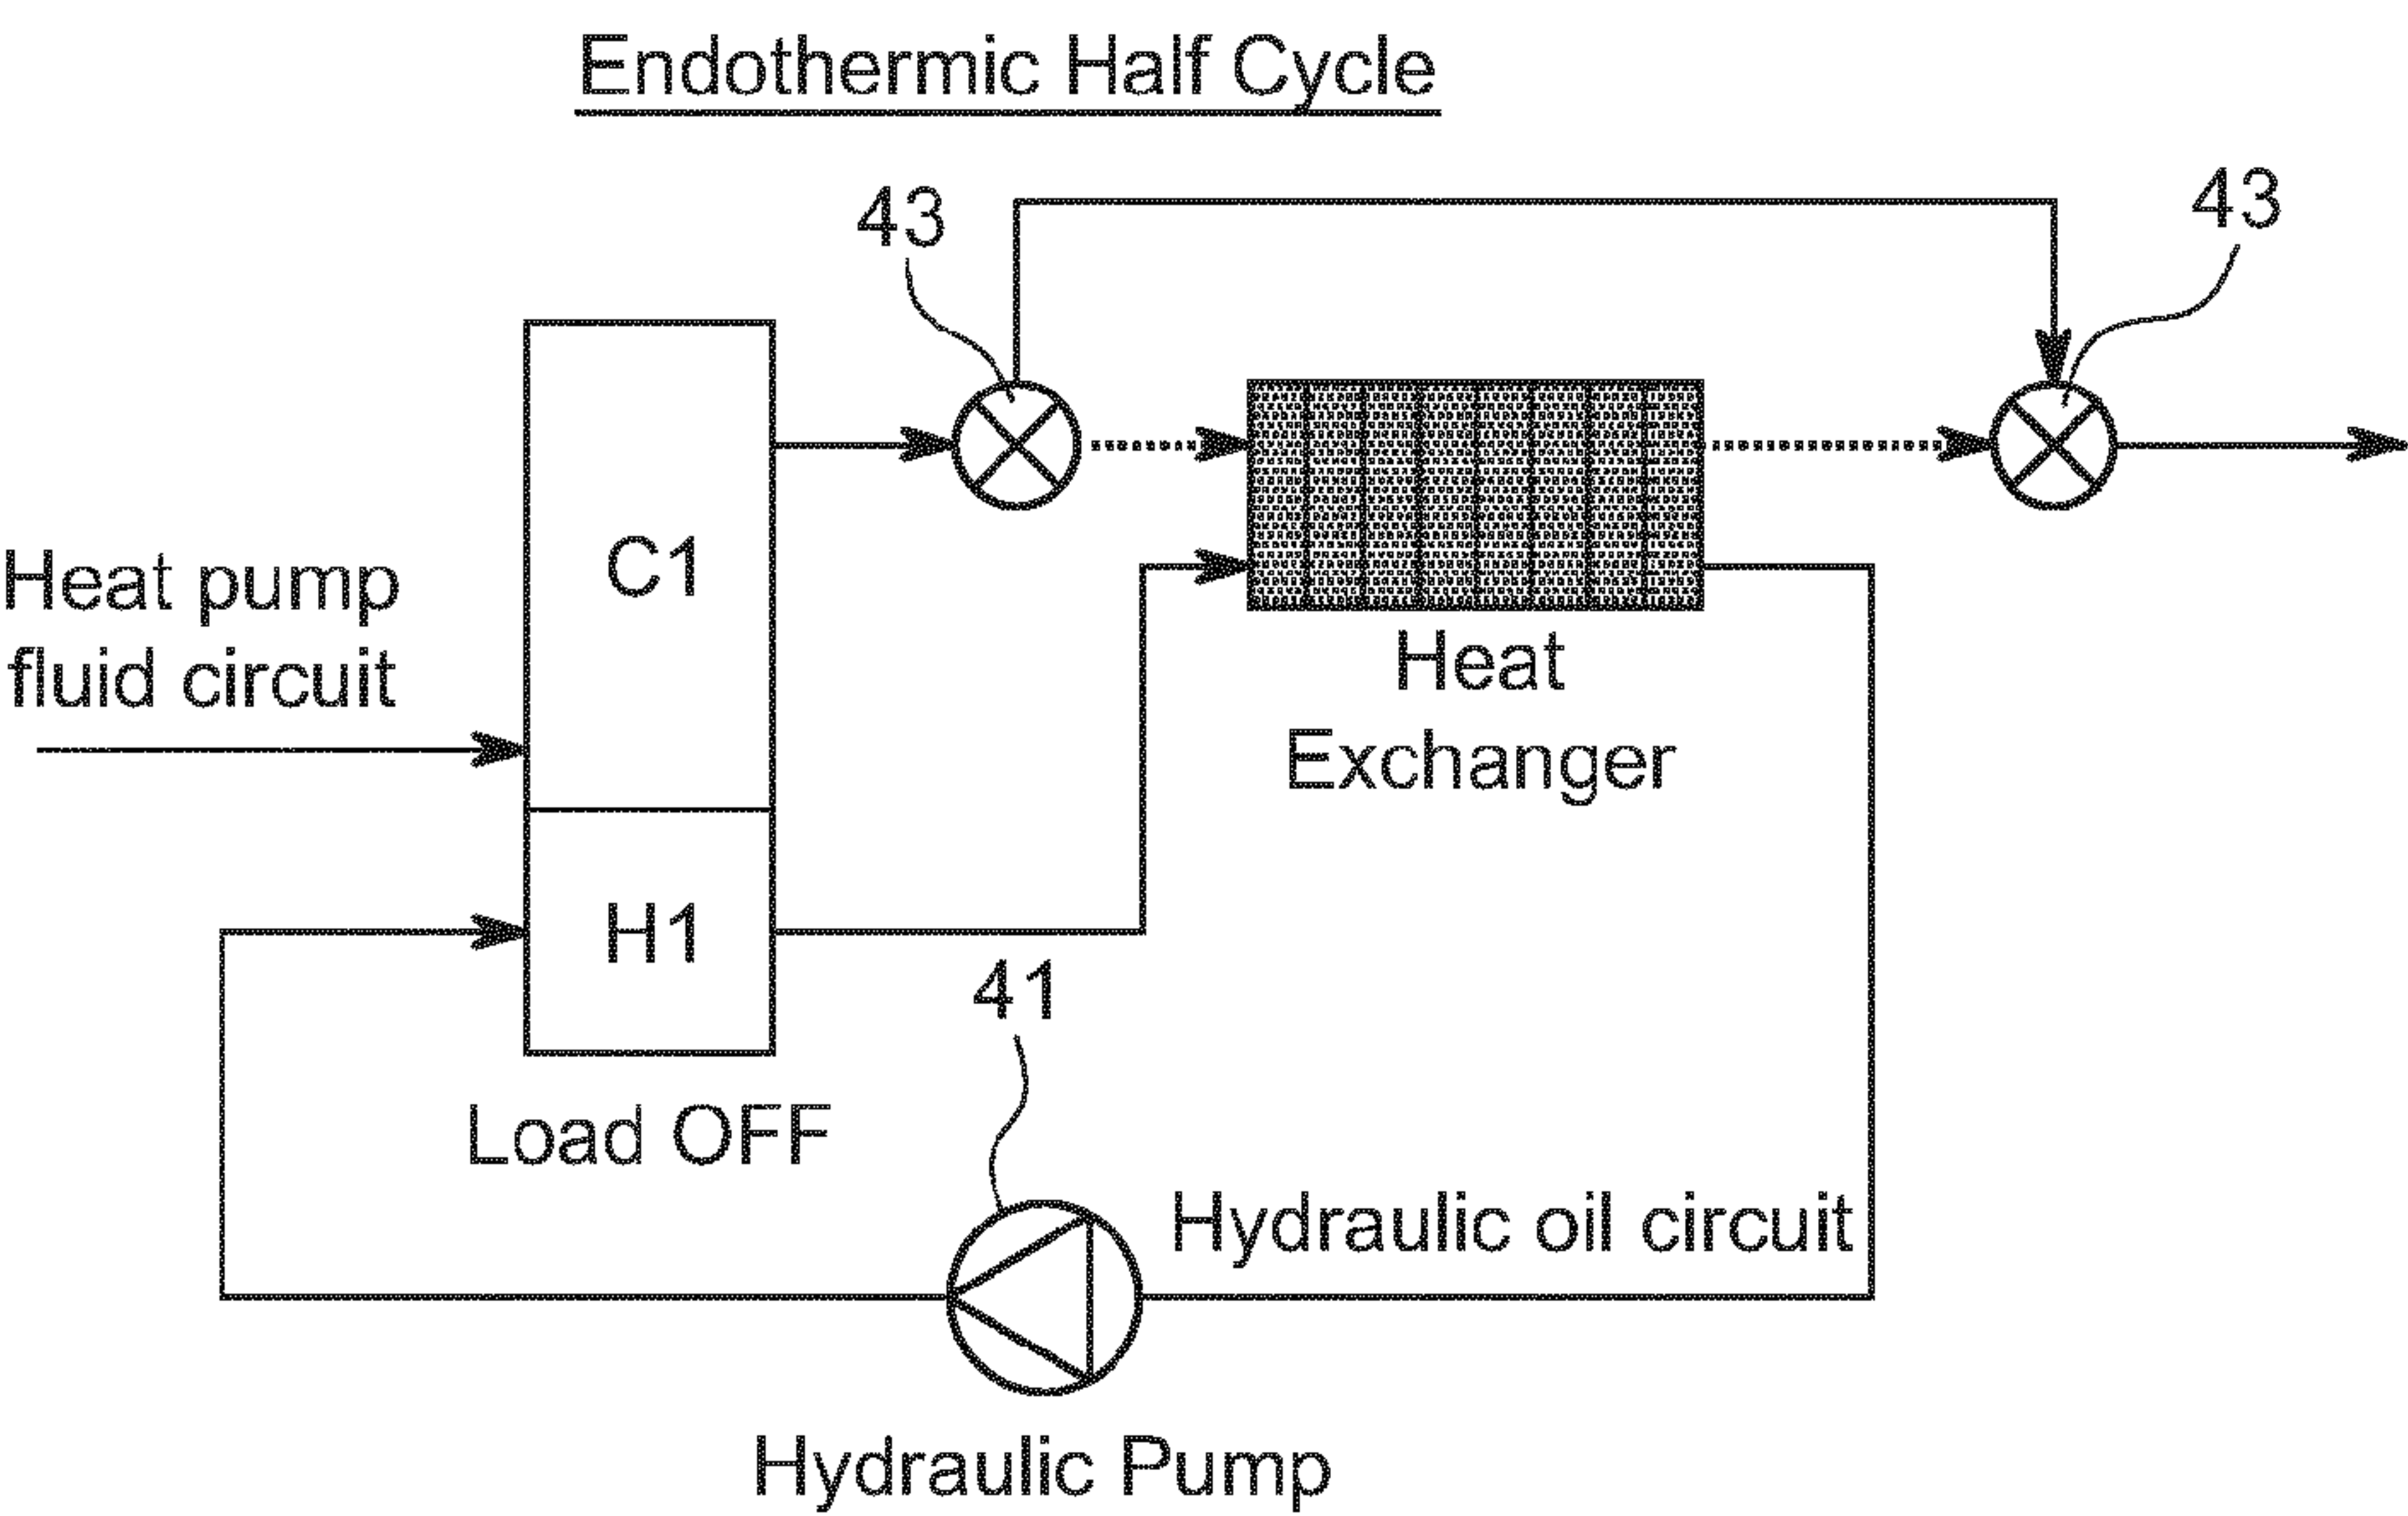 Endothermic Half Cycle
43
43
C1
Heat pump
fluid circuit
Heat
Exchanger
H1
41
Load OFF
Hydraulic oil circuit
Hydraulic Pump